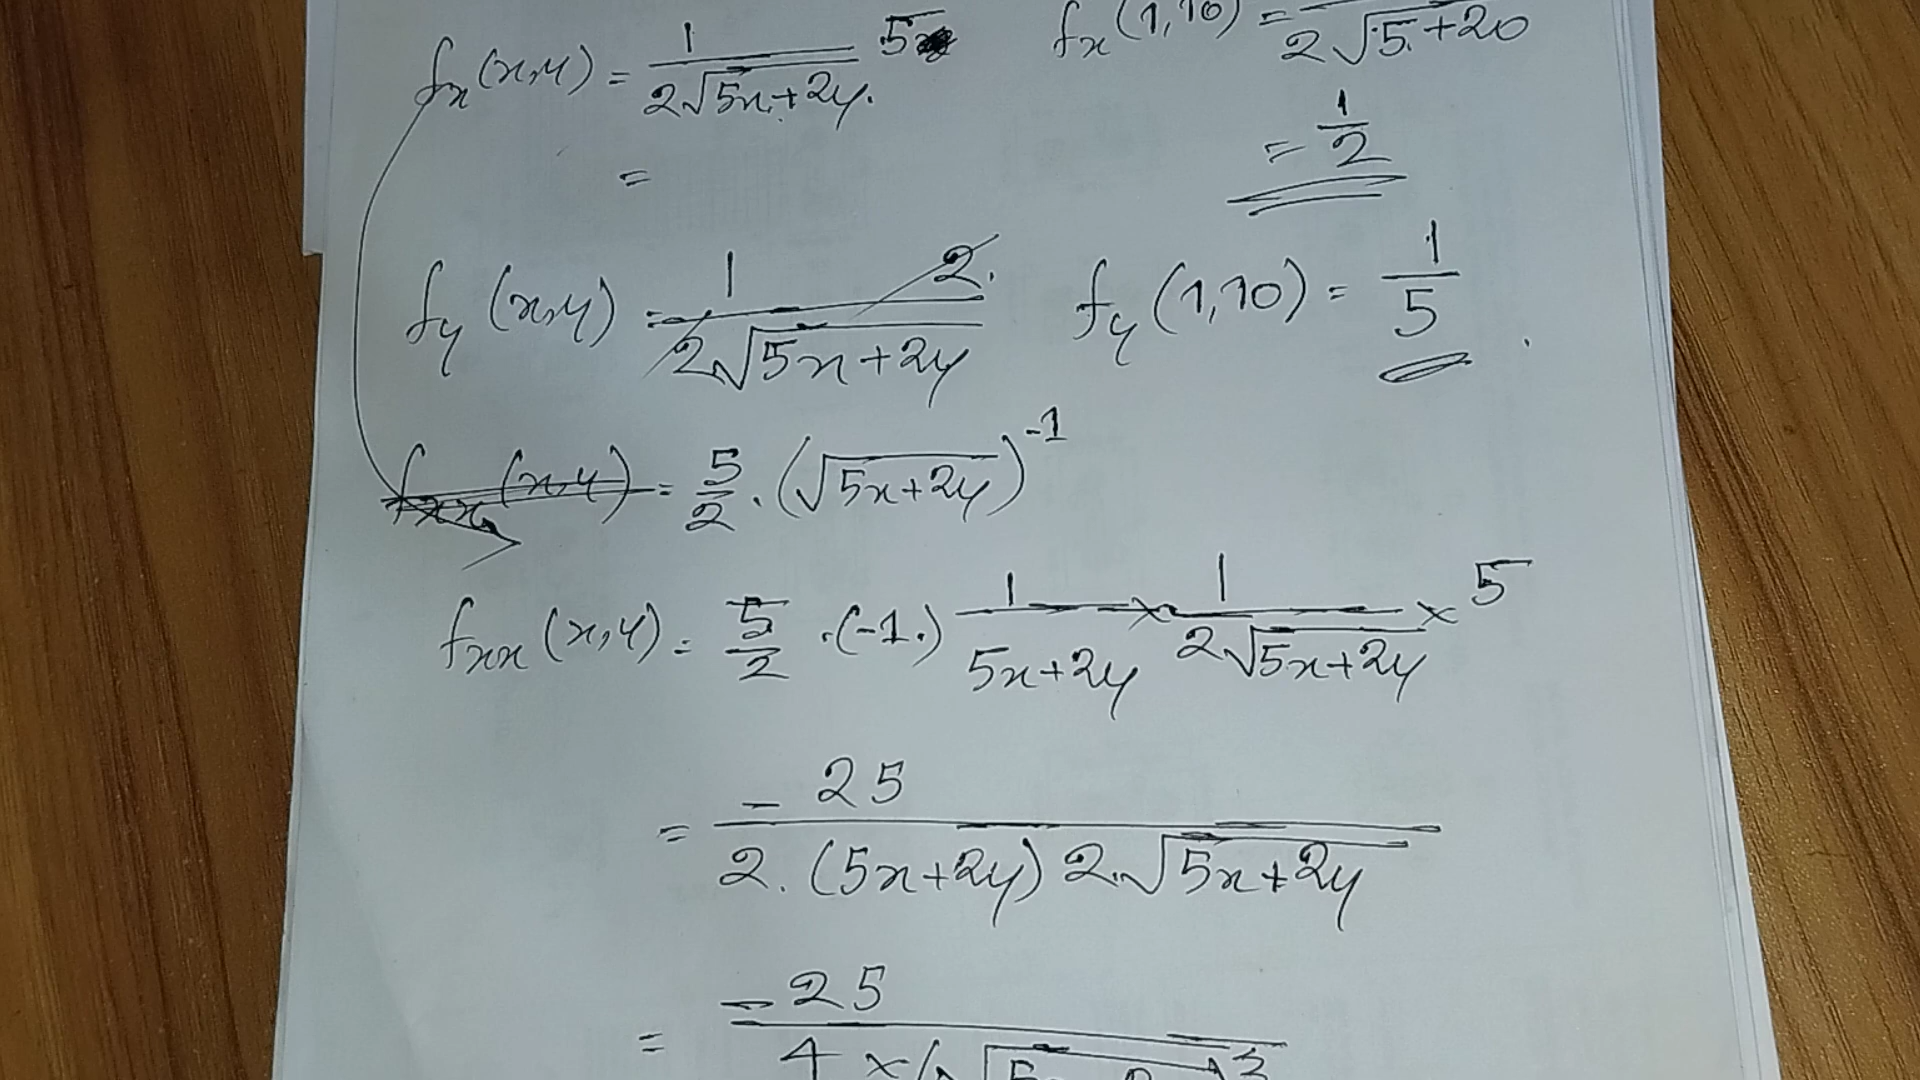 fx(x,y) = 1/(2√(5x+2y)) · 5 fx(1,10) = /(2√(5+20))
= = 1/2
fy(x,y) = 1/(2√(5x+2y)) 2. fy(1,10) = 1/5
fxx(x,y) = 5/2 · (√(5x+2y))^-1
fxx(x,y) = 5/2 · (-1·) 1/(5x+2y) × 1/(2√(5x+2y)) × 5
= -25/(2·(5x+2y) 2·√(5x+2y))
= -25/(4×(√